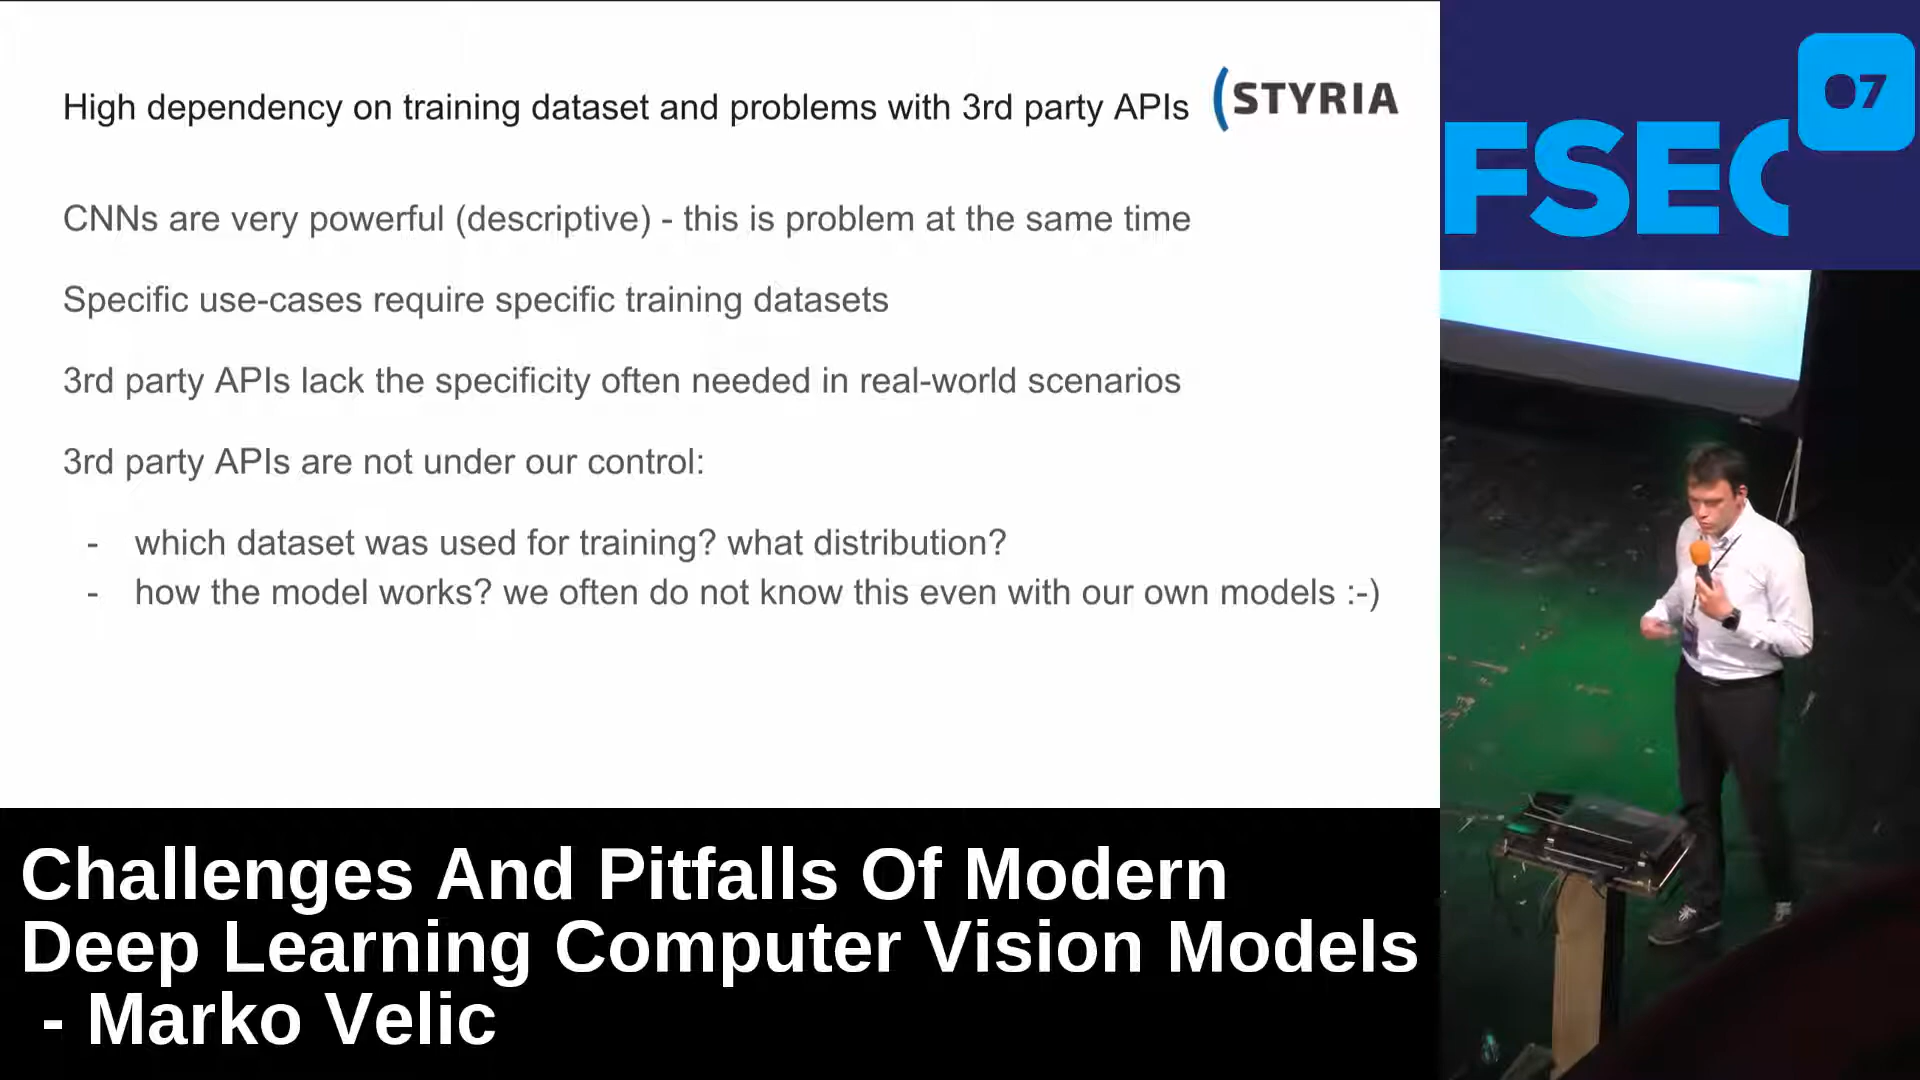 High dependency on training dataset and problems with 3rd party APIs
STYRIA
CNNs are very powerful (descriptive) - this is problem at the same time
Specific use-cases require specific training datasets
3rd party APIs lack the specificity often needed in real-world scenarios
3rd party APIs are not under our control:
- which dataset was used for training? what distribution?
- how the model works? we often do not know this even with our own models :-)
FSEC
07
Challenges And Pitfalls Of Modern
Deep Learning Computer Vision Models
- Marko Velic